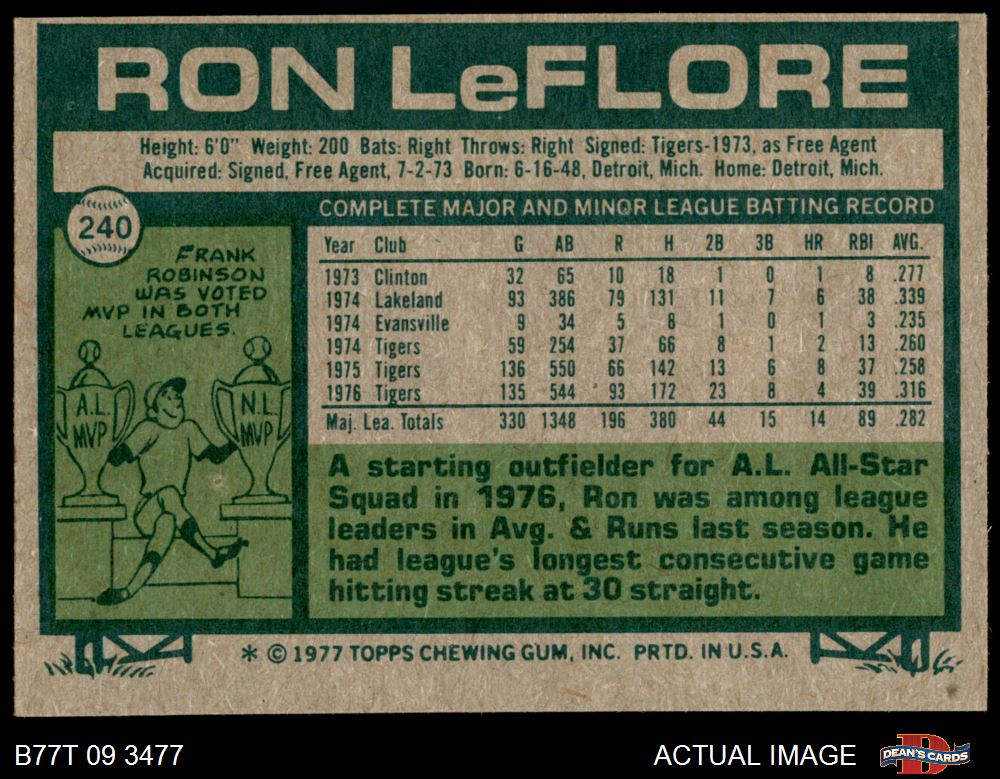 RON LeFLORE
Height: 6'0" Weight: 200 Bats: Right Throws: Right Signed: Tigers-1973, as Free Agent
Acquired: Signed, Free Agent, 7-2-73 Born: 6-16-48, Detroit, Mich. Home: Detroit, Mich.
240
FRANK
ROBINSON
WAS VOTED
MVP IN BOTH
LEAGUES.
A.L.
MVP
N.L.
MVP
COMPLETE MAJOR AND MINOR LEAGUE BATTING RECORD
Year Club G AB R H 2B 3B HR RBI AVG.
1973 Clinton 32 65 10 18 1 0 1 8 .277
1974 Lakeland 93 386 79 131 11 7 6 38 .339
1974 Evansville 9 34 5 8 1 0 1 3 .235
1974 Tigers 59 254 37 66 8 1 2 13 .260
1975 Tigers 136 550 66 142 13 6 8 37 .258
1976 Tigers 135 544 93 172 23 8 4 39 .316
Maj. Lea. Totals 330 1348 196 380 44 15 14 89 .282
A starting outfielder for A.L. All-Star
Squad in 1976, Ron was among league
leaders in Avg. & Runs last season. He
had league's longest consecutive game
hitting streak at 30 straight.
* © 1977 TOPPS CHEWING GUM, INC. PRTD. IN U.S.A.
B77T 09 3477
ACTUAL IMAGE
D
DEAN'S CARDS